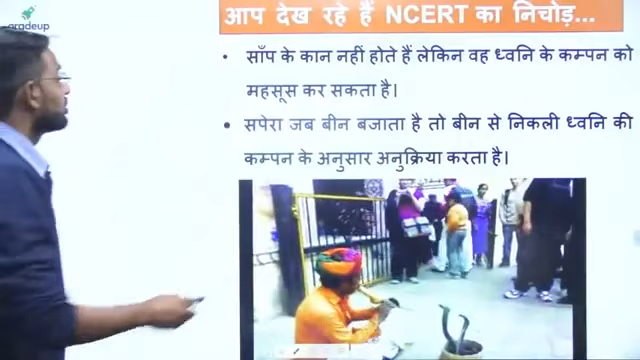 gradeup
आप देख रहे हैं NCERT का निचोड़...
• साँप के कान नहीं होते हैं लेकिन वह ध्वनि के कम्पन को
महसूस कर सकता है।
• सपेरा जब बीन बजाता है तो बीन से निकली ध्वनि की
कम्पन के अनुसार अनुक्रिया करता है।